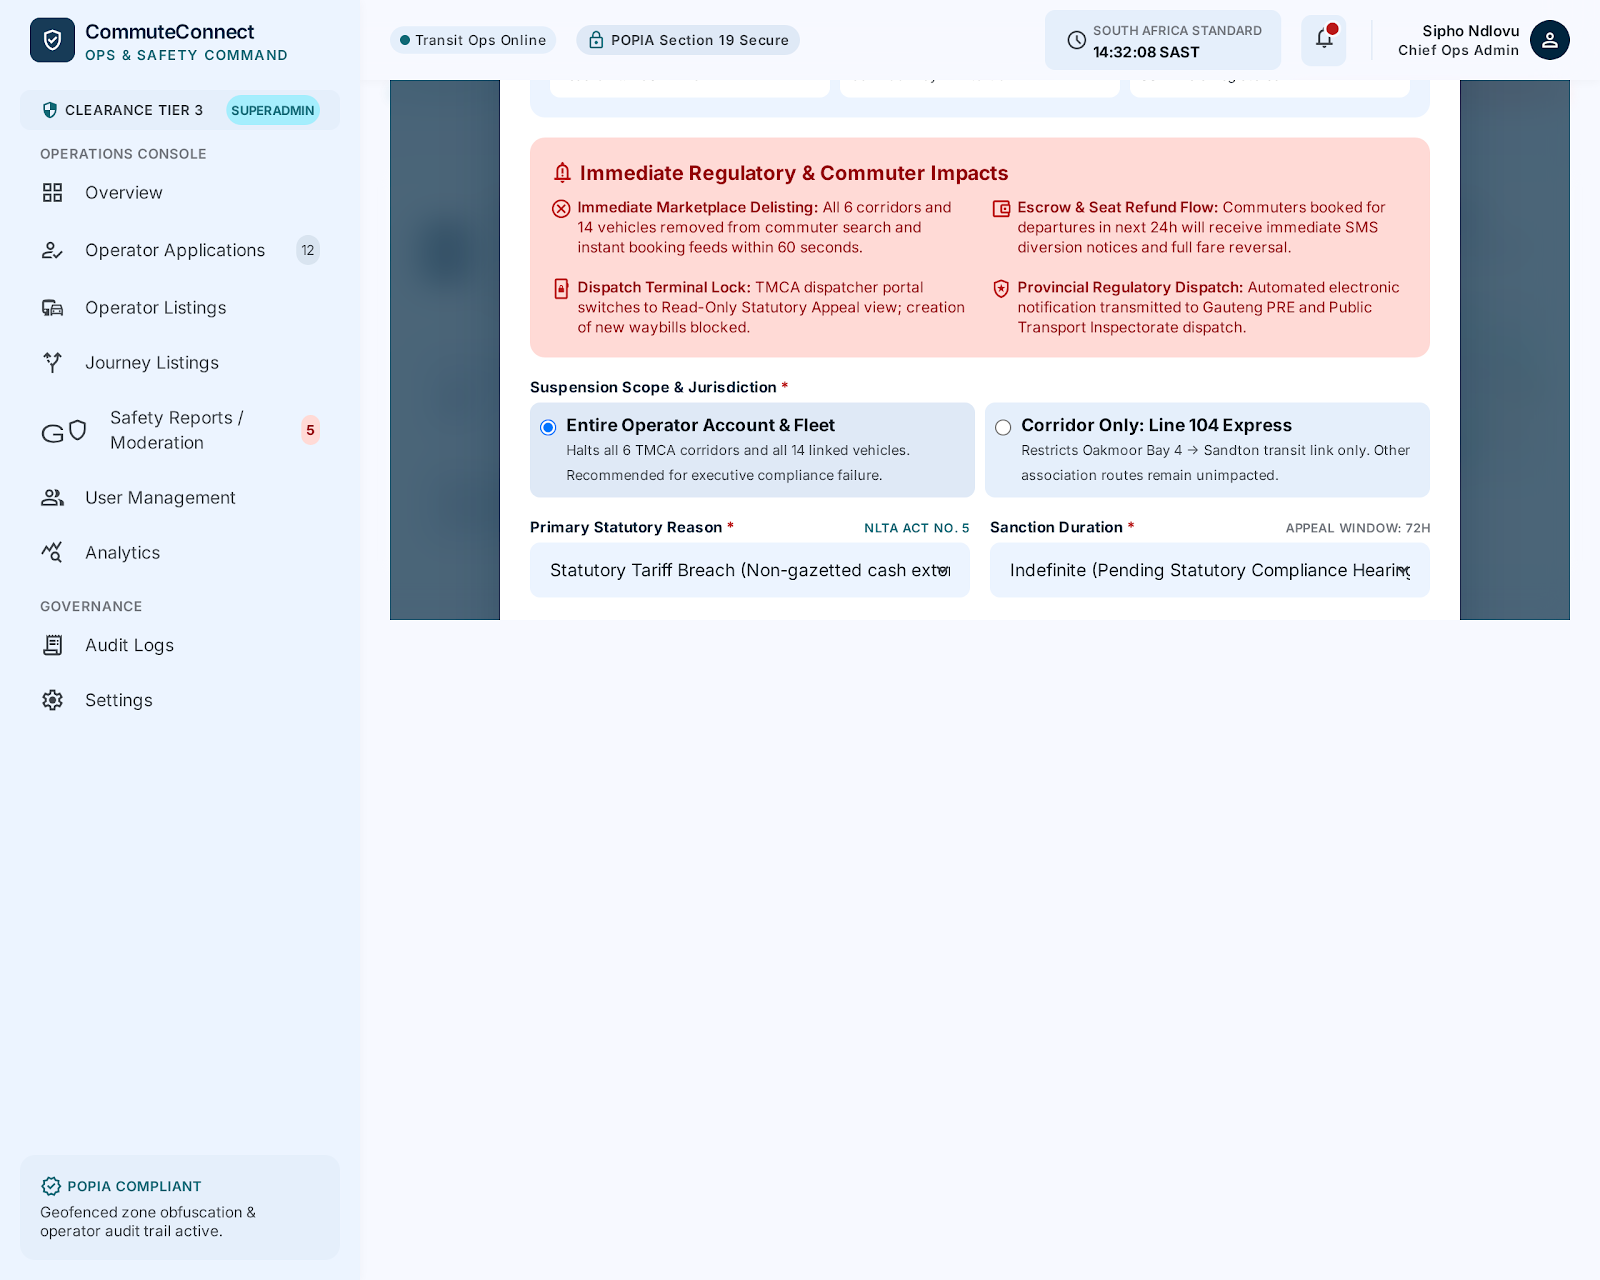 CommuteConnect
OPS & SAFETY COMMAND
CLEARANCE TIER 3
SUPERADMIN
OPERATIONS CONSOLE
Overview
Operator Applications
12
Operator Listings
Journey Listings
Safety Reports /
Moderation
5
User Management
Analytics
GOVERNANCE
Audit Logs
Settings
POPIA COMPLIANT
Geofenced zone obfuscation &
operator audit trail active.
Transit Ops Online
POPIA Section 19 Secure
SOUTH AFRICA STANDARD
14:32:08 SAST
Sipho Ndlovu
Chief Ops Admin
Immediate Regulatory & Commuter Impacts
Immediate Marketplace Delisting: All 6 corridors and
14 vehicles removed from commuter search and
instant booking feeds within 60 seconds.
Escrow & Seat Refund Flow: Commuters booked for
departures in next 24h will receive immediate SMS
diversion notices and full fare reversal.
Dispatch Terminal Lock: TMCA dispatcher portal
switches to Read-Only Statutory Appeal view; creation
of new waybills blocked.
Provincial Regulatory Dispatch: Automated electronic
notification transmitted to Gauteng PRE and Public
Transport Inspectorate dispatch.
Suspension Scope & Jurisdiction *
Entire Operator Account & Fleet
Halts all 6 TMCA corridors and all 14 linked vehicles.
Recommended for executive compliance failure.
Corridor Only: Line 104 Express
Restricts Oakmoor Bay 4 → Sandton transit link only. Other
association routes remain unimpacted.
Primary Statutory Reason *
NLTA ACT NO. 5
Statutory Tariff Breach (Non-gazetted cash
Sanction Duration *
APPEAL WINDOW: 72H
Indefinite (Pending Statutory Compliance Hearing